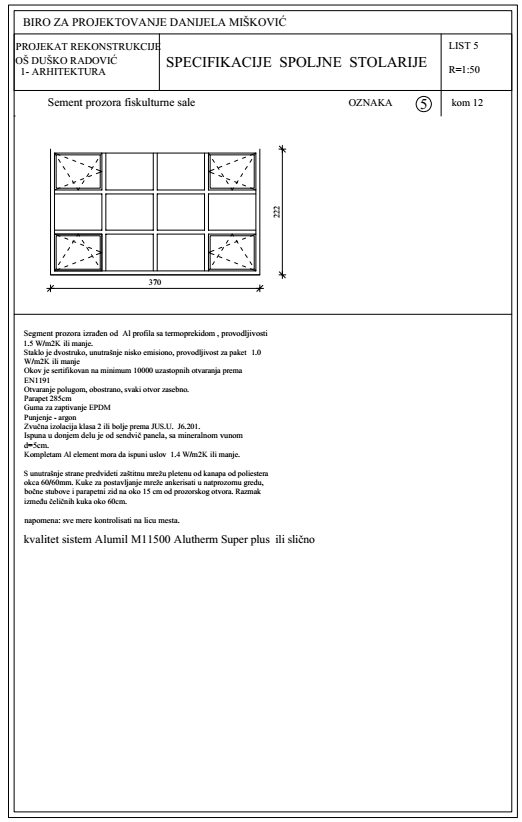 BIRO ZA PROJEKTOVANJE DANIJELA MIŠKOVIĆ
PROJEKAT REKONSTRUKCIJE
OŠ DUŠKO RADOVIĆ
1- ARHITEKTURA
SPECIFIKACIJE SPOLJNE STOLARIJE
LIST 5
R=1:50
Sement prozora fiskulturne sale
OZNAKA 5 kom 12
222
370
Segment prozora izrađen od Al profila sa termoprekidom , provodljivosti
1.5 W/m2K ili manje.
Staklo je dvostruko, unutrašnje nisko emisiono, provodljivost za paket 1.0
W/m2K ili manje
Okov je sertifikovan na minimum 10000 uzastopnih otvaranja prema
EN1191
Otvaranje polugom, obostrano, svaki otvor zasebno.
Parapet 285cm
Guma za zaptivanje EPDM
Punjenje - argon
Zvučna izolacija klasa 2 ili bolje prema JUS.U. J6.201.
Ispuna u donjem delu je od sendvič panela, sa mineralnom vunom
d=5cm.
Kompletam Al element mora da ispuni uslov 1.4 W/m2K ili manje.
S unutrašnje strane predvideti zaštitnu mrežu pletenu od kanapa od poliestera
okca 60/60mm. Kuke za postavljanje mreže ankerisati u natprozornu gredu,
bočne stubove i parapetni zid na oko 15 cm od prozorskog otvora. Razmak
između čeličnih kuka oko 60cm.
napomena: sve mere kontrolisati na licu mesta.
kvalitet sistem Alumil M11500 Alutherm Super plus ili slično